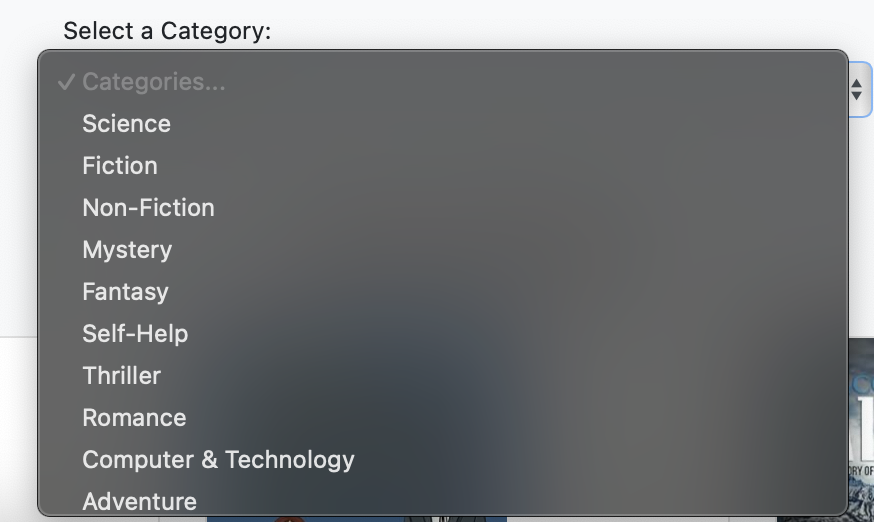 Select a Category:
✓ Categories...
Science
Fiction
Non-Fiction
Mystery
Fantasy
Self-Help
Thriller
Romance
Computer & Technology
Adventure